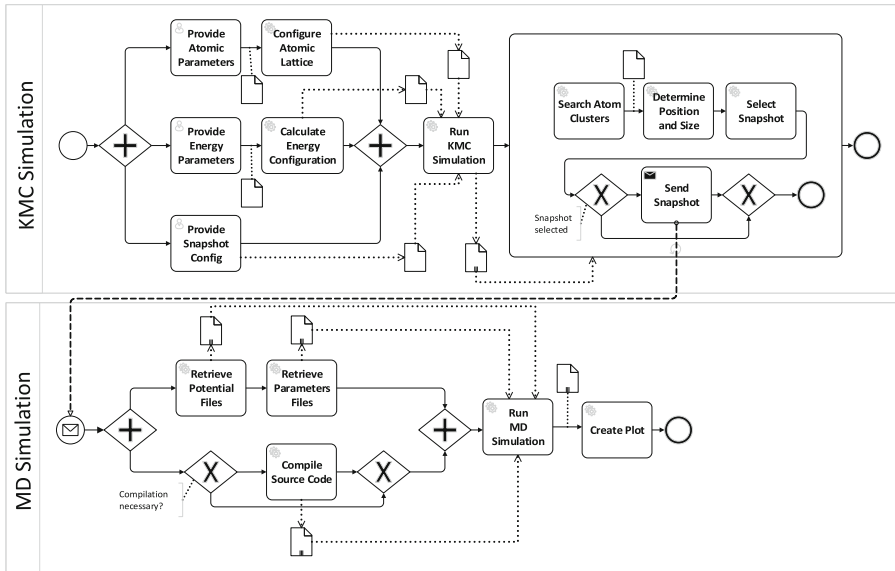 KMC Simulation
Provide
Atomic
Parameters
Configure
Atomic
Lattice
Provide
Energy
Parameters
Calculate
Energy
Configuration
Provide
Snapshot
Config
Run
KMC
Simulation
Search Atom
Clusters
Determine
Position
and Size
Select
Snapshot
Snapshot
selected
X
Send
Snapshot
X
MD Simulation
Retrieve
Potential
Files
Retrieve
Parameters
Files
Compilation
necessary?
X
Compile
Source Code
X
Run
MD
Simulation
Create Plot